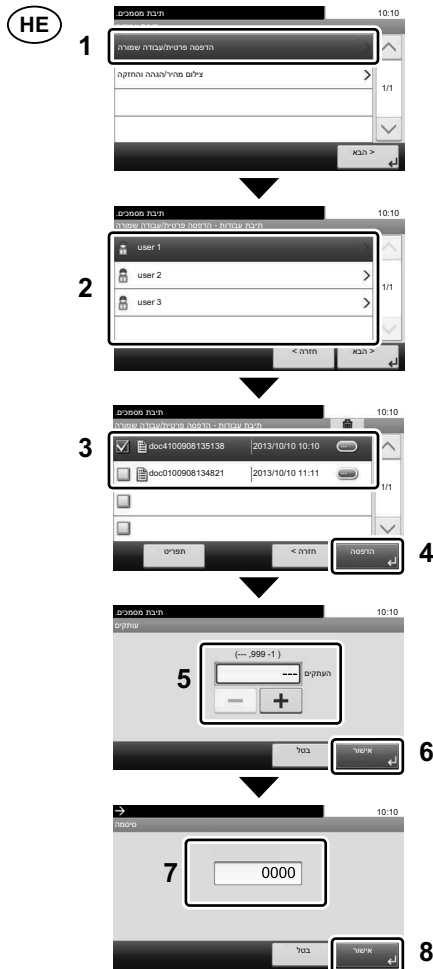 HE
תיבת מסמכים.
10:10
1
הדפסה פרטית/עבודה שמורה
צילום מהיר/הגהה והחזקה
1/1
< הבא
תיבת מסמכים.
10:10
תיבת עבודות - הדפסה פרטית/עבודה שמורה
2
user 1
user 2
user 3
1/1
חזרה >
< הבא
תיבת מסמכים.
10:10
תיבת עבודות - הדפסה פרטית/עבודה שמורה
3
doc4100908135138 2013/10/10 10:10
doc0100908134821 2013/10/10 11:11
1/1
תפריט
חזרה >
הדפסה
4
תיבת מסמכים.
10:10
עותקים
5
(--- ,999 -1 )
העתקים ---
בטל
אישור
6
10:10
סיסמה
7
0000
בטל
אישור
8